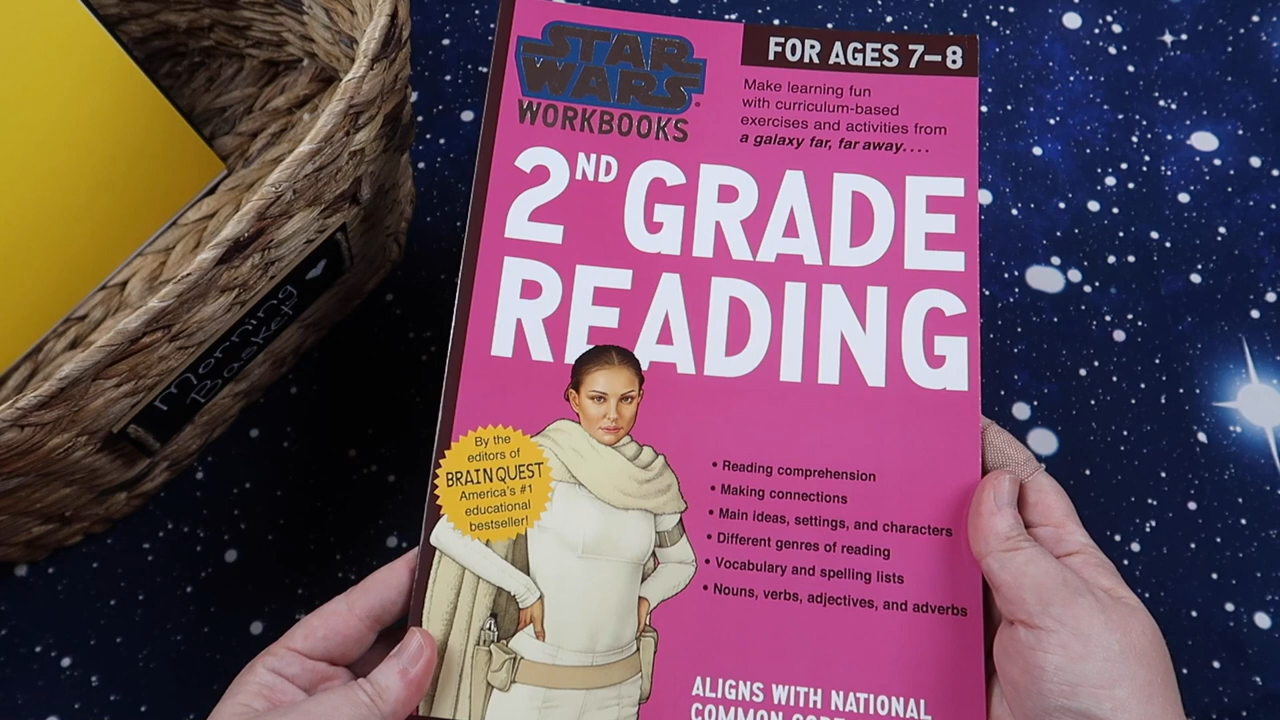 STAR
WARS
WORKBOOKS
FOR AGES 7–8
Make learning fun
with curriculum-based
exercises and activities from
a galaxy far, far away....
2ND GRADE
READING
By the
editors of
BRAIN QUEST
America's #1
educational
bestseller!
• Reading comprehension
• Making connections
• Main ideas, settings, and characters
• Different genres of reading
• Vocabulary and spelling lists
• Nouns, verbs, adjectives, and adverbs
ALIGNS WITH NATIONAL
COMMON CORE
Morning
Basket